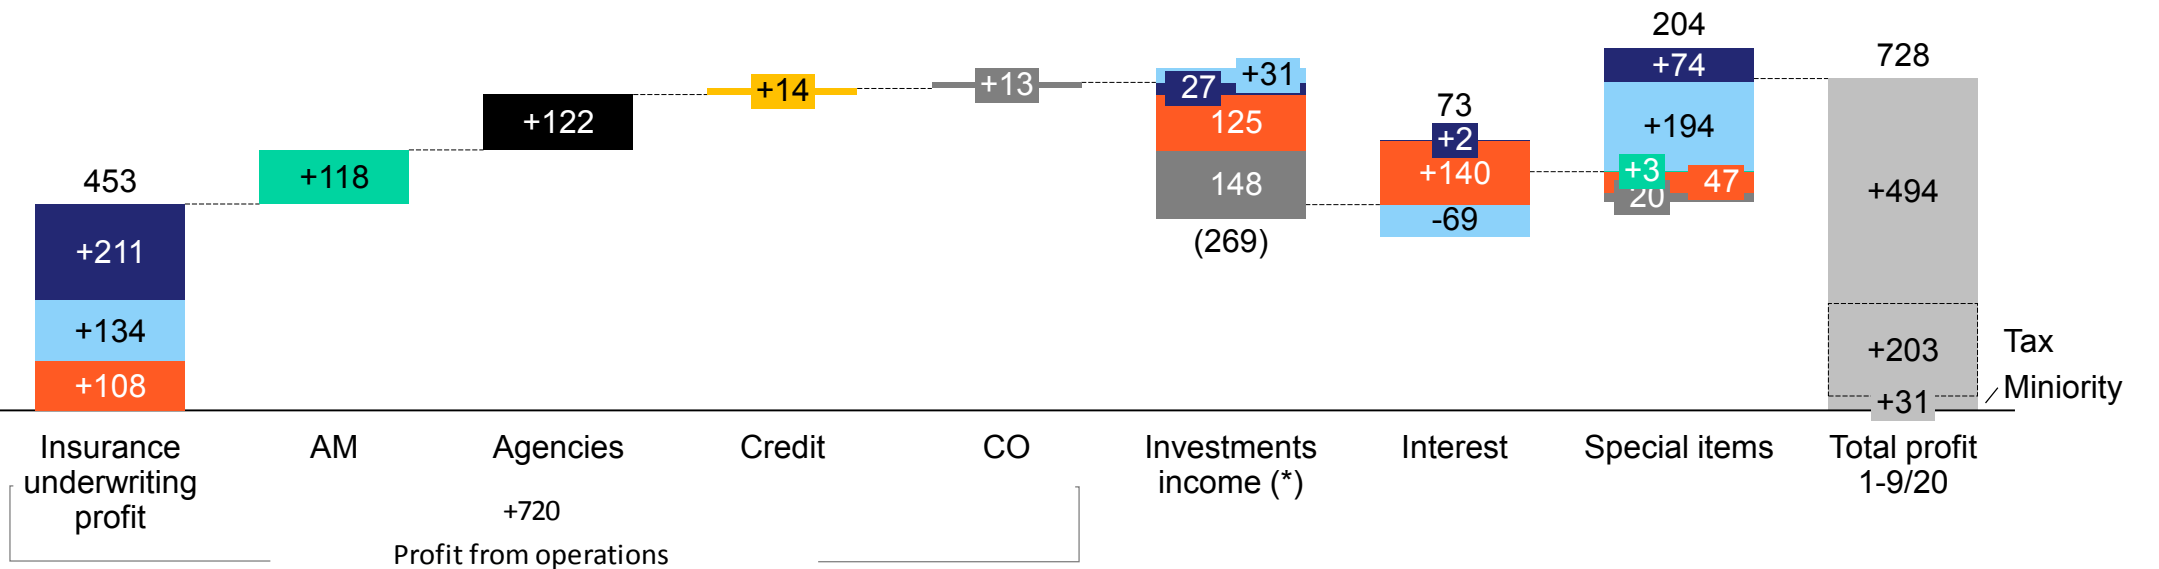 453
+211
+134
+108
+118
+122
+14
+13
+31
27
125
148
(269)
73
+2
+140
-69
204
+74
+194
+3
47
20
728
+494
+203
+31
Tax
Miniority
Insurance
underwriting
profit
AM
Agencies
Credit
CO
Investments
income (*)
Interest
Special items
Total profit
1-9/20
+720
Profit from operations